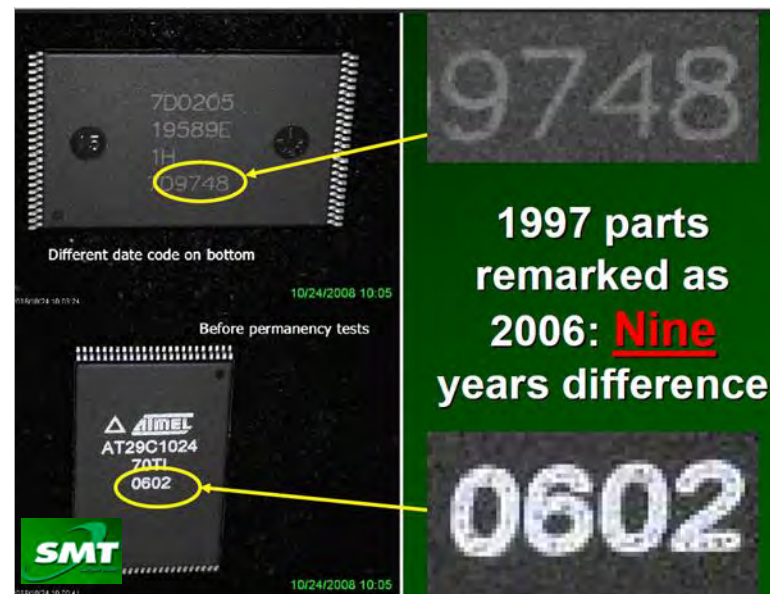 7D0205
19589E
1H
9748
Different date code on bottom
10/24/2008 10:05
Before permanency tests
ATMEL
AT29C1024
70TI
0602
SMT
10/24/2008 10:05
9748
1997 parts
remarked as
2006: Nine
years difference
0602